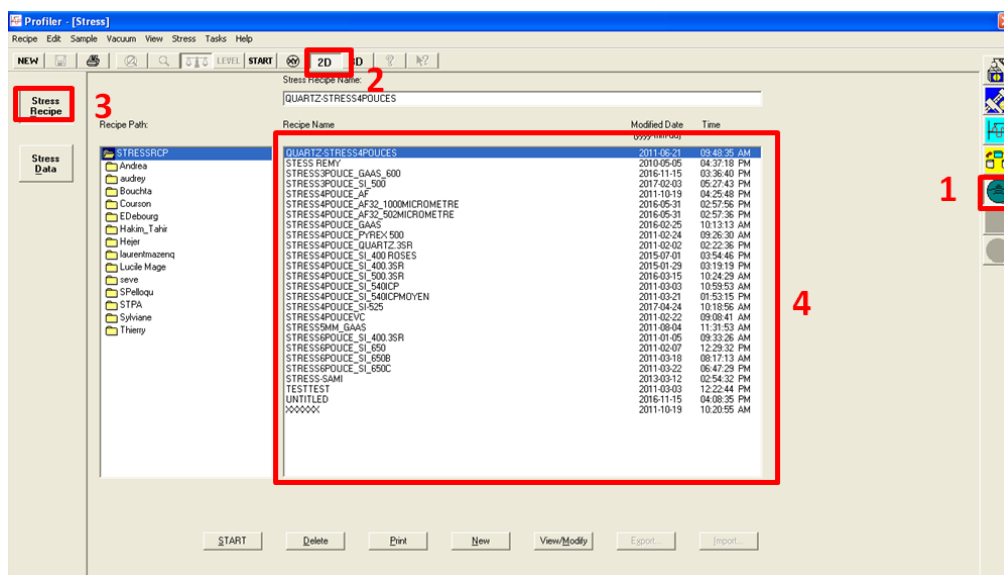 Profiler - [Stress]
Recipe Edit Sample Vacuum View Stress Tasks Help
NEW LEVEL START XY 2D 3D ? k?
2
Stress Recipe Name:
QUARTZ-STRESS4POUCES
Stress Recipe
3
Recipe Path: Recipe Name Modified Date Time
(yyyy-mm-dd)
Stress Data
STRESSRCP
Andrea
audrey
Bouchta
Courson
EDebourg
Hakim_Tahir
Hejer
laurentmazenq
Lucile Mage
seve
SPelloqu
STPA
Sylviane
Thierry
QUARTZ-STRESS4POUCES 2011-06-21 09:48:35 AM
STESS REMY 2010-05-05 04:37:18 PM
STRESS3POUCE_GAAS_600 2016-11-15 03:36:40 PM
STRESS3POUCE_SI_500 2017-02-03 05:27:43 PM
STRESS4POUCE_AF 2011-10-19 04:25:48 PM
STRESS4POUCE_AF32_1000MICROMETRE 2016-05-31 02:57:56 PM
STRESS4POUCE_AF32_502MICROMETRE 2016-05-31 02:57:36 PM
STRESS4POUCE_GAAS 2016-02-25 10:13:13 AM
STRESS4POUCE_PYREX 500 2011-02-24 09:26:30 AM
STRESS4POUCE_QUARTZ.3SR 2011-02-02 02:22:36 PM
STRESS4POUCE_SI_400 ROSES 2015-07-01 03:54:46 PM
STRESS4POUCE_SI_400.3SR 2015-01-29 03:19:19 PM
STRESS4POUCE_SI_500.3SR 2016-03-15 10:24:29 AM
STRESS4POUCE_SI_540ICP 2011-03-03 10:59:53 AM
STRESS4POUCE_SI_540ICPMOYEN 2011-03-21 01:53:15 PM
STRESS4POUCE_SI-525 2017-04-24 10:18:56 AM
STRESS4POUCEVC 2011-02-22 09:08:41 AM
STRESS5MM_GAAS 2011-08-04 11:31:53 AM
STRESS6POUCE_SI_400.3SR 2011-01-05 09:33:26 AM
STRESS6POUCE_SI_650 2011-02-07 12:29:32 PM
STRESS6POUCE_SI_650B 2011-03-18 08:17:13 AM
STRESS6POUCE_SI_650C 2011-03-22 06:47:29 PM
STRESS-SAMI 2013-03-12 02:54:32 PM
TESTTEST 2011-03-03 12:22:44 PM
UNTITLED 2016-11-15 04:08:35 PM
XXXXXX 2011-10-19 10:20:55 AM
1
4
START Delete Print New View/Modify Export... Import...